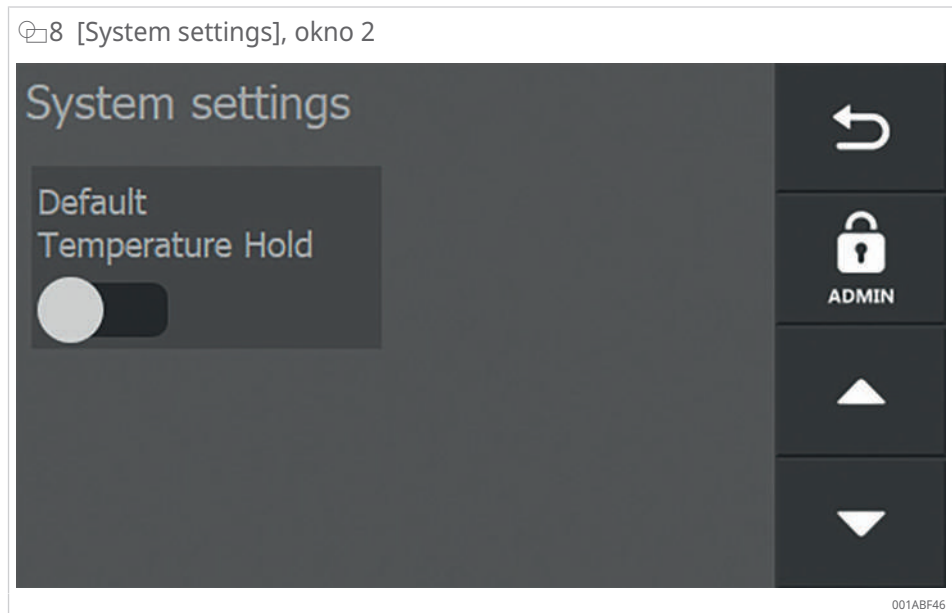 8 [System settings], okno 2
System settings
Default
Temperature Hold
ADMIN
001ABF46